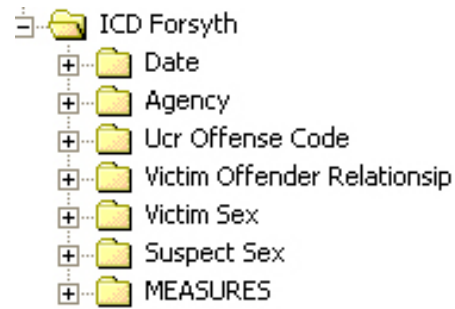 ICD Forsyth
Date
Agency
Ucr Offense Code
Victim Offender Relationsip
Victim Sex
Suspect Sex
MEASURES